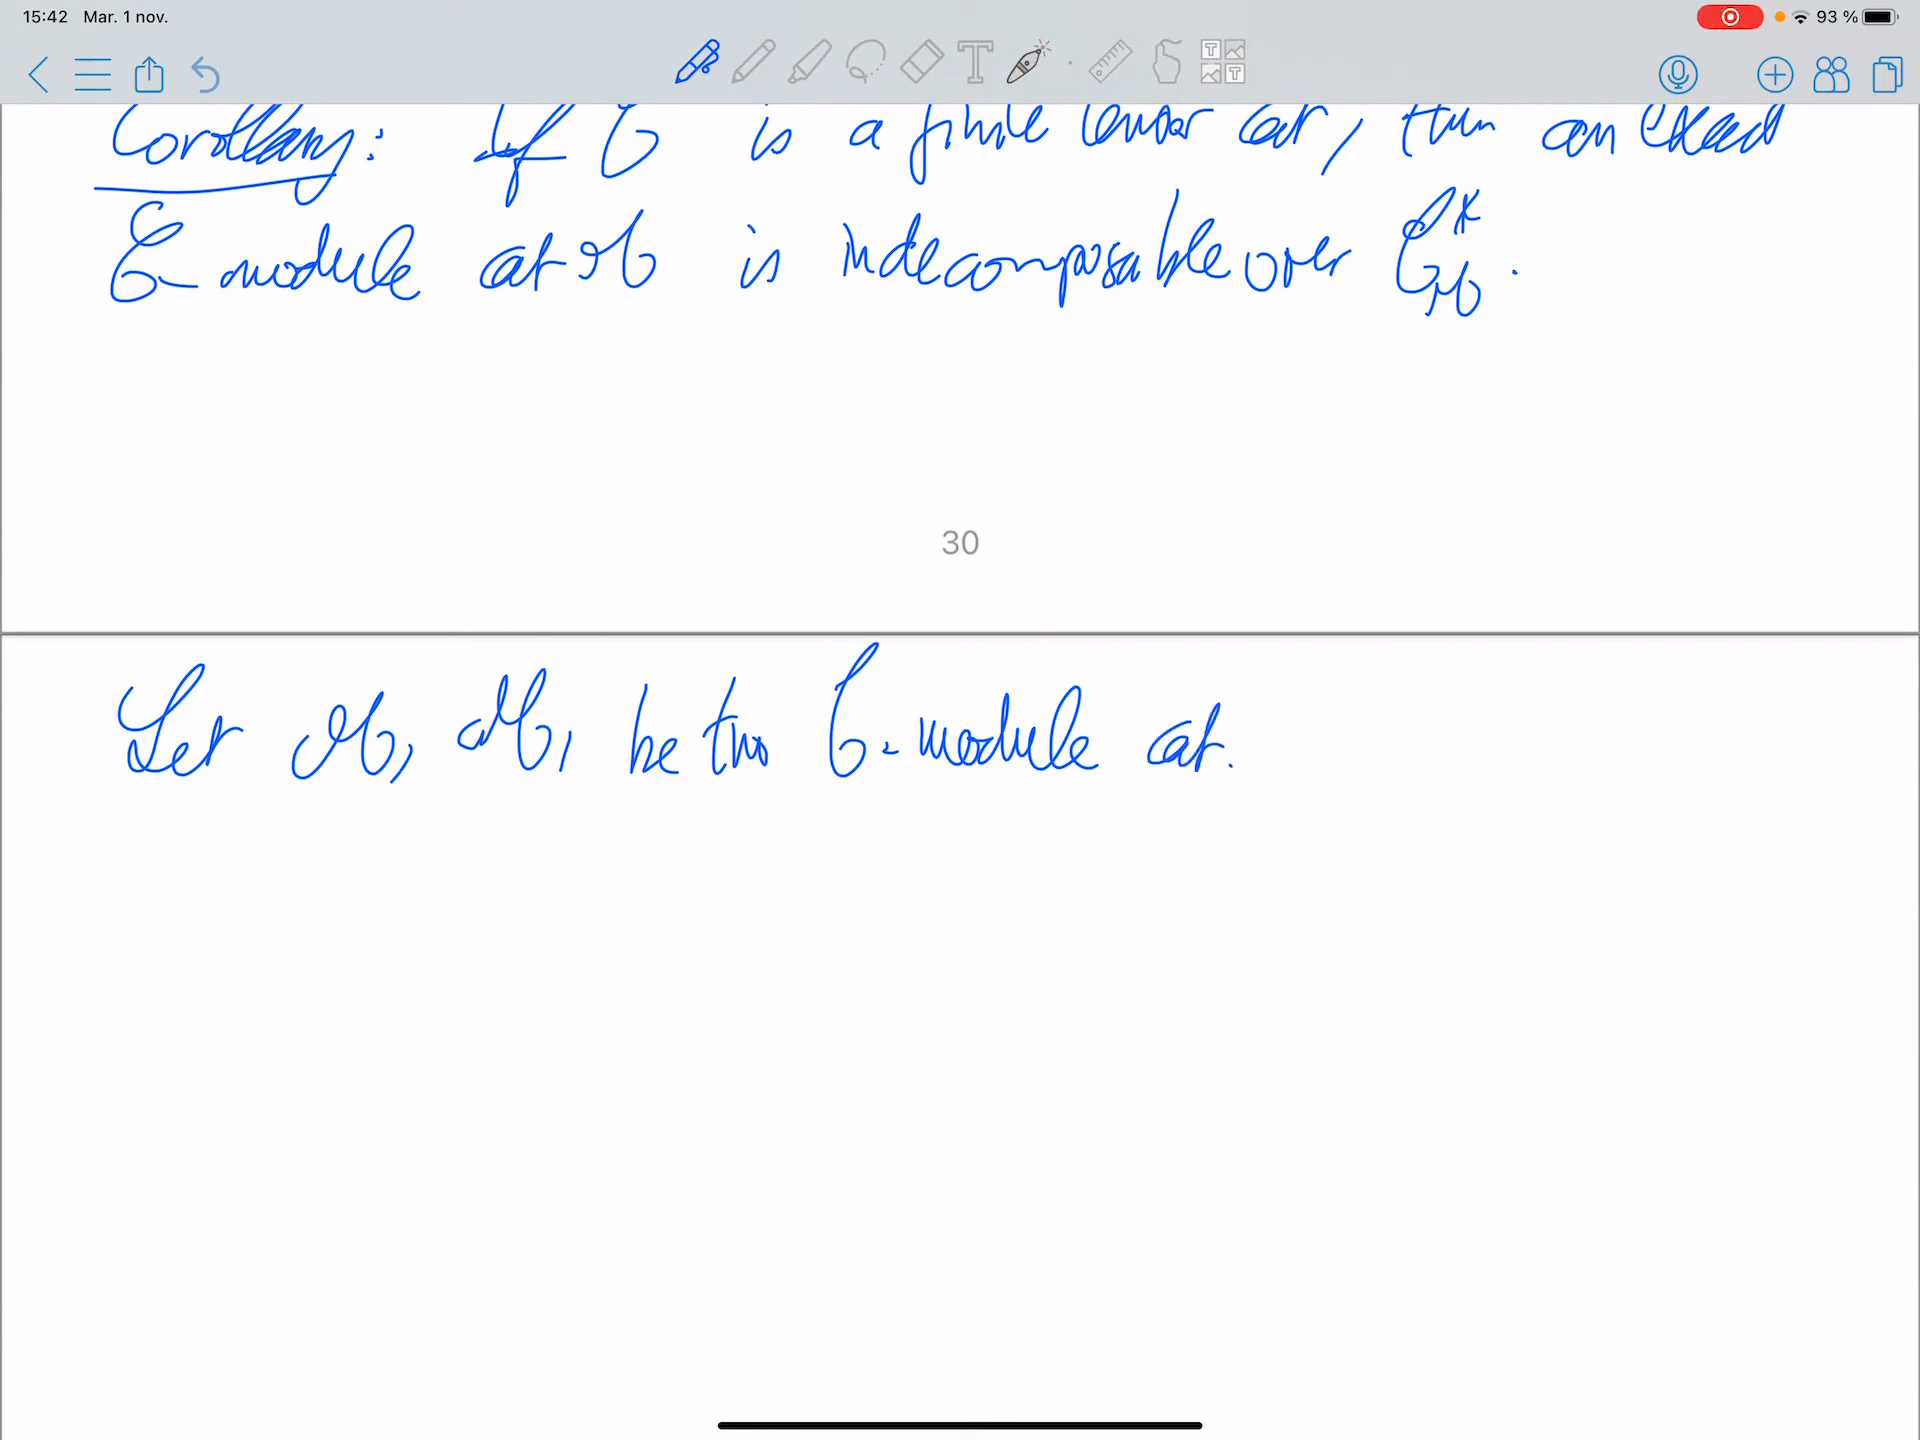 15:42 Mar. 1 nov. 93 %
Corollary: If C is a finite tensor cat, then an exact
C-module cat M is indecomposable over C*_M.
30
Let M, M, be two C-module cat.